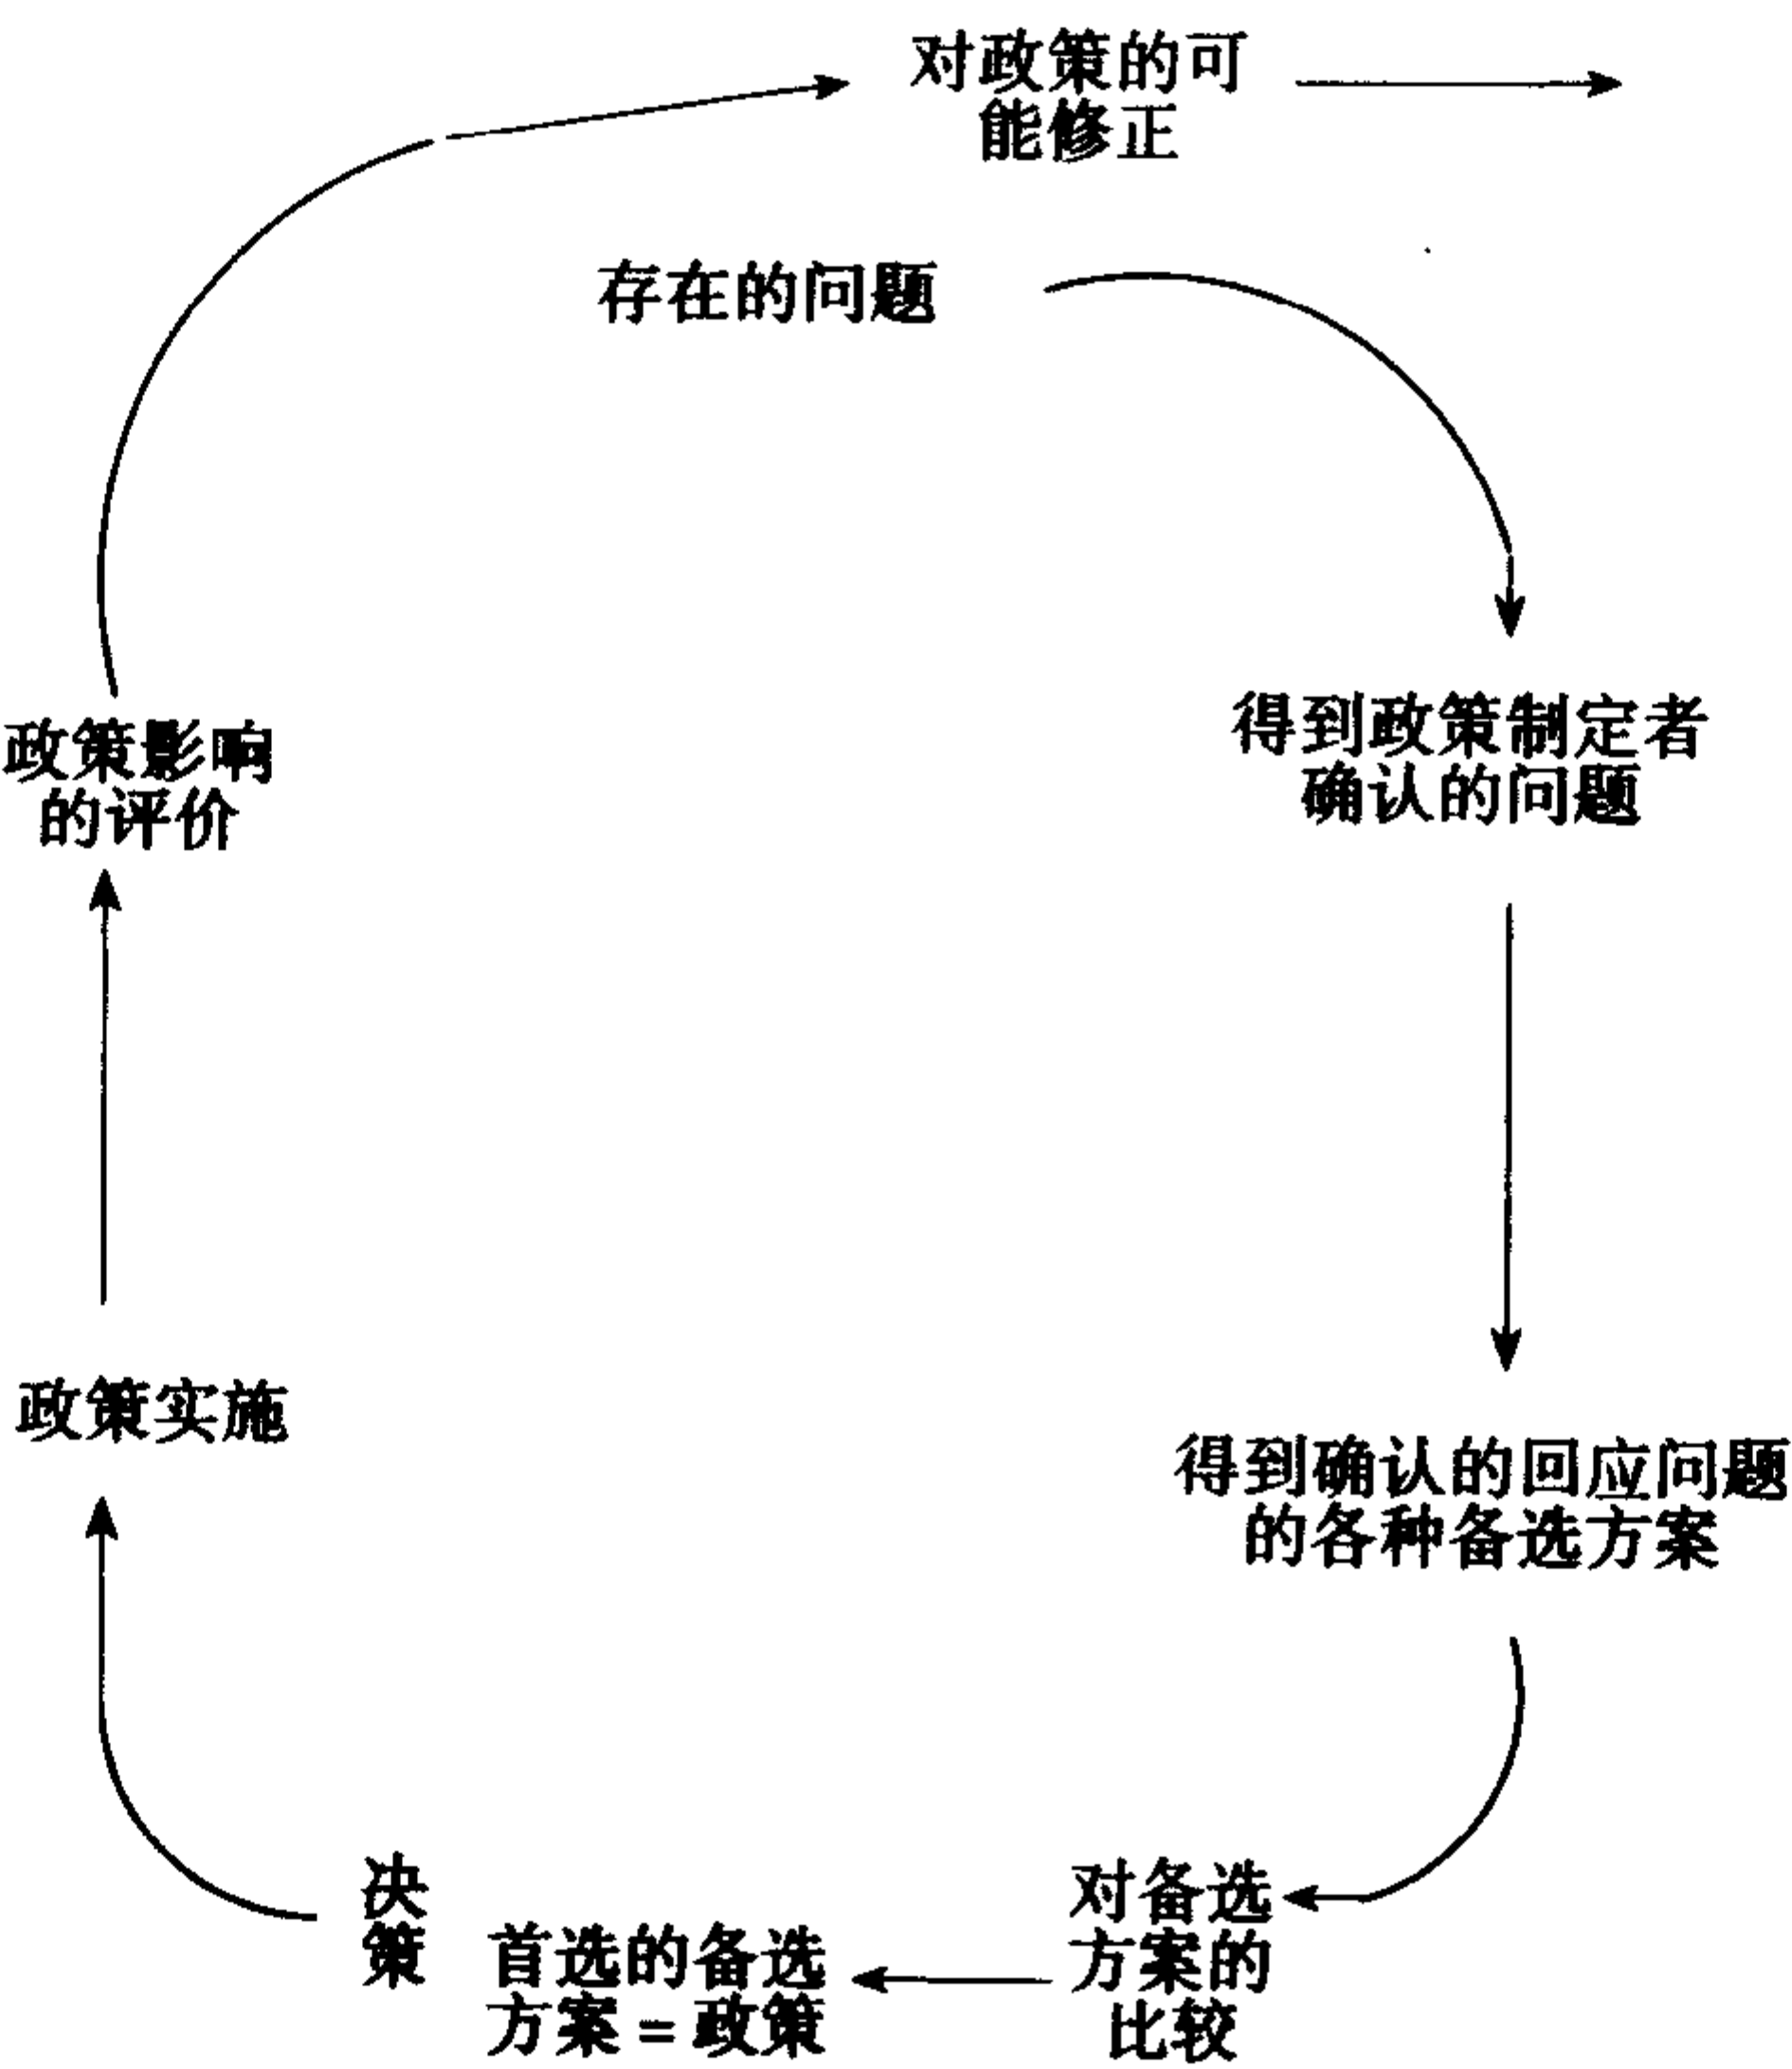 对政策的可
能修正
存在的问题
得到政策制定者
确认的问题
政策影响
的评价
政策实施
得到确认的回应问题
的各种备选方案
对备选
方案的
比较
首选的备选
方案=政策
决
策